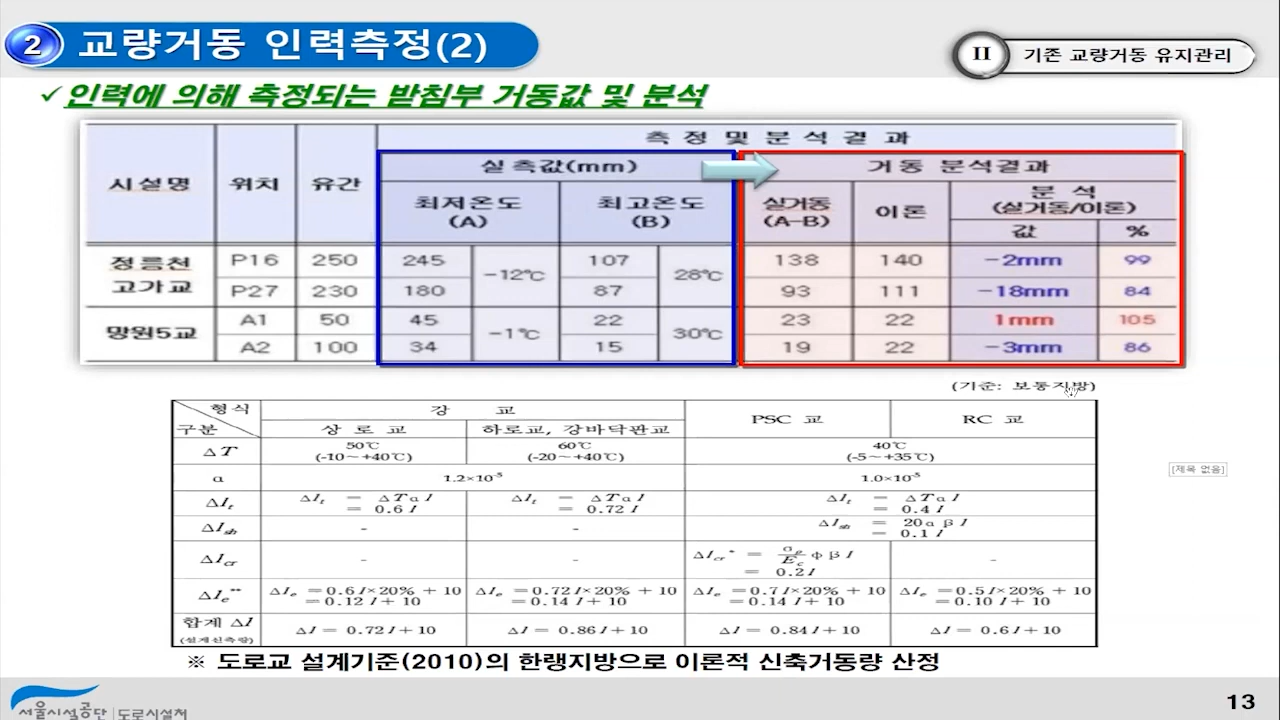 2 교량거동 인력측정(2)
II 기존 교량거동 유지관리
✓ 인력에 의해 측정되는 받침부 거동값 및 분석
시설명 위치 유간 측 정 및 분 석 결 과
실측값(mm) 거동 분석결과
최저온도 (A) 최고온도 (B) 실거동 (A-B) 이론 분 석 (실거동/이론)
값 %
정릉천 고가교 P16 250 245 -12℃ 107 28℃ 138 140 -2mm 99
P27 230 180 87 93 111 -18mm 84
망원5교 A1 50 45 -1℃ 22 30℃ 23 22 1mm 105
A2 100 34 15 19 22 -3mm 86
(기준: 보통지방)
형식 구분 강 교 PSC 교 RC 교
상 로 교 하로교, 강바닥판교
ΔT 50℃ (-10~+40℃) 60℃ (-20~+40℃) 40℃ (-5~+35℃)
α 1.2×10⁻⁵ 1.0×10⁻⁵
Δl_t Δl_t = ΔTαl = 0.6l Δl_t = ΔTαl = 0.72l Δl_t = ΔTαl = 0.4l
Δl_sh - - Δl_sh = 20αβl = 0.1l
Δl_cr - - Δl_cr* = σ_p/E_c φβl = 0.2l -
Δl_e** Δl_e =0.6l×20% + 10 =0.12l+10 Δl_e =0.72l×20% + 10 =0.14l+10 Δl_e =0.7l×20% + 10 =0.14l+10 Δl_e =0.5l×20% + 10 =0.10l+10
합계 Δl (설계신축량) Δl= 0.72l+10 Δl= 0.86l+10 Δl= 0.84l+10 Δl= 0.6l+10
※ 도로교 설계기준(2010)의 한랭지방으로 이론적 신축거동량 산정
[제목 없음]
서울시설공단 | 도로시설처
13